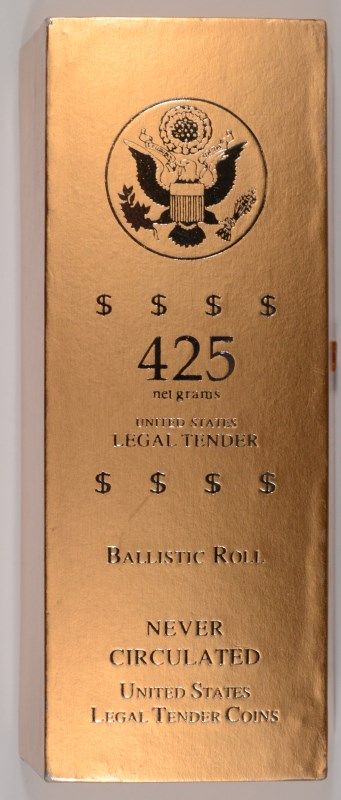 $ $ $ $
425
net grams
UNITED STATES
LEGAL TENDER
$ $ $ $
BALLISTIC ROLL
NEVER
CIRCULATED
UNITED STATES
LEGAL TENDER COINS